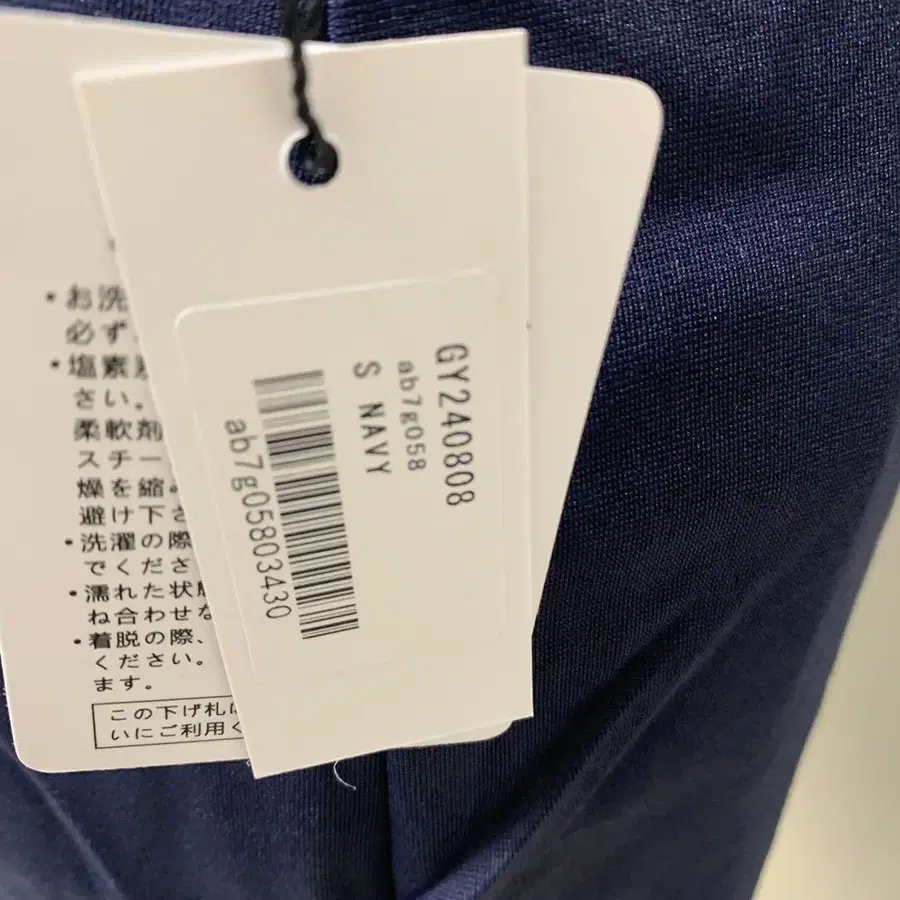 GY240808
ab7g058
S NAVY
ab7g05803430
・お洗
必ず
・塩素
さい。
柔軟剤
スチー
燥を縮
避け下さ
・洗濯の際
でくださ
・濡れた状態
ね合わせな
・着脱の際、
ください。
ます。
この下げ札は
いにご利用く